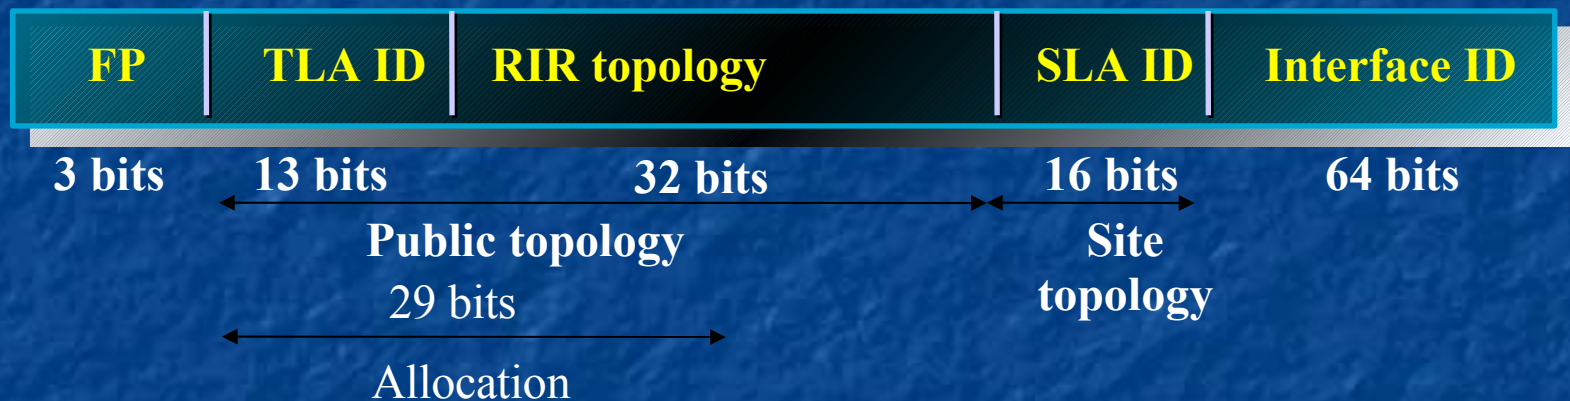 FP TLA ID RIR topology SLA ID Interface ID
3 bits 13 bits 32 bits 16 bits 64 bits
Public topology Site
topology
29 bits
Allocation